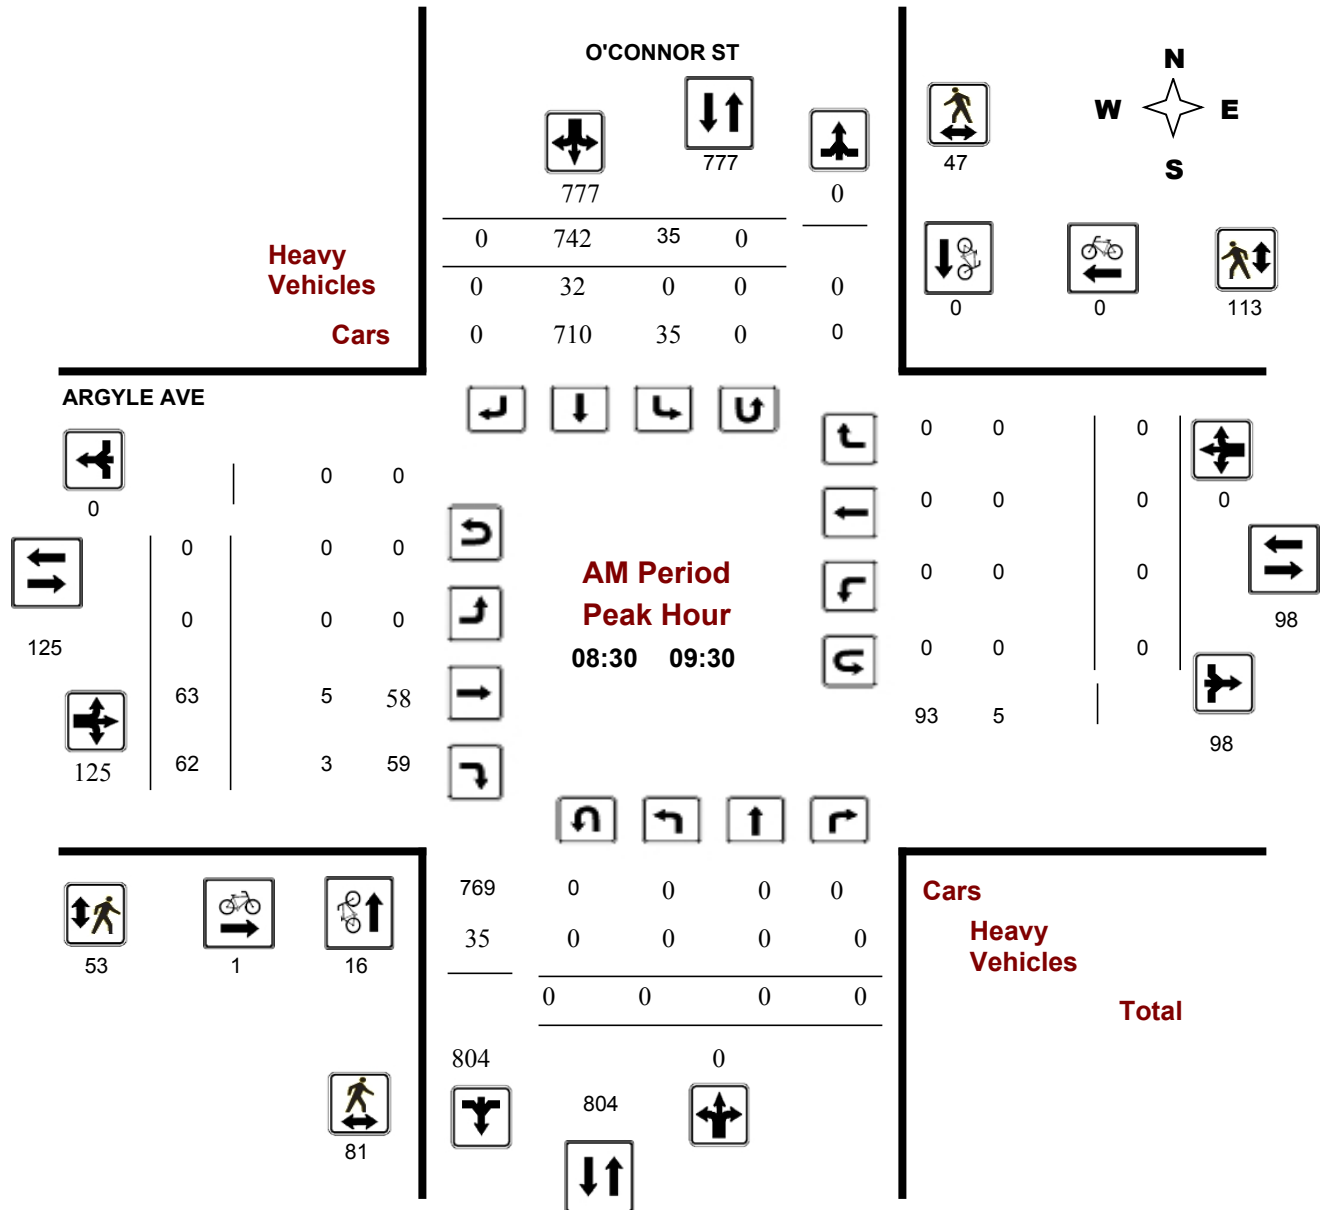 O'CONNOR ST
N
W E
S
777
47
777 0
0 742 35 0
Heavy
Vehicles
0 32 0 0 0
0 0 113
Cars 0 710 35 0 0
ARGYLE AVE
0 0 0
0 0
0 0 0 0
0
0 0 0
0 0 0
AM Period
Peak Hour
08:30 09:30
0 0 0
98
0 0 0
125
63 5 58
93 5
98
62 3 59
125
769 0 0 0 0
Cars
35 0 0 0 0
Heavy
Vehicles
53 1 16
0 0 0 0
Total
804 0
804
81